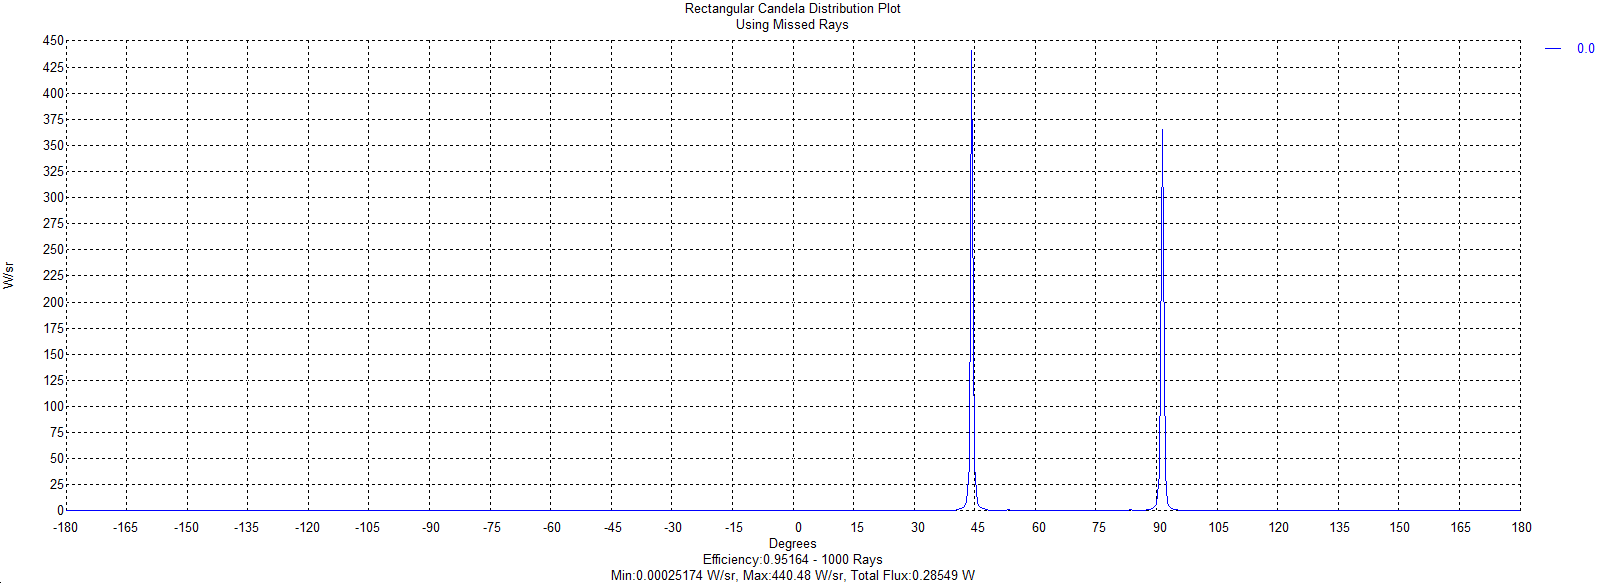 Rectangular Candela Distribution Plot
Using Missed Rays
0.0
450
425
400
375
350
325
300
275
250
225
200
175
150
125
100
75
50
25
0
W/sr
-180 -165 -150 -135 -120 -105 -90 -75 -60 -45 -30 -15 0 15 30 45 60 75 90 105 120 135 150 165 180
Degrees
Efficiency:0.95164 - 1000 Rays
Min:0.00025174 W/sr, Max:440.48 W/sr, Total Flux:0.28549 W